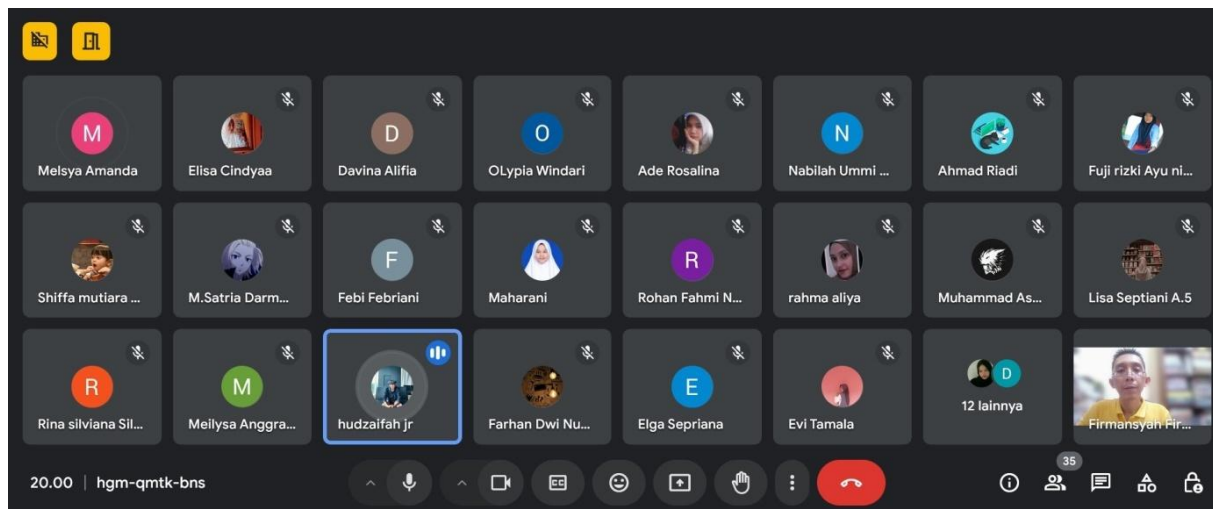 M
Melsya Amanda
Elisa Cindyaa
D
Davina Alifia
O
OLypia Windari
Ade Rosalina
N
Nabilah Ummi ...
Ahmad Riadi
Fuji rizki Ayu ni...
Shiffa mutiara ...
M.Satria Darm...
F
Febi Febriani
Maharani
R
Rohan Fahmi N...
rahma aliya
Muhammad As...
Lisa Septiani A.5
R
Rina silviana Sil...
M
Meilysa Anggra...
hudzaifah jr
Farhan Dwi Nu...
E
Elga Sepriana
Evi Tamala
D
12 lainnya
Firmansyah Fir...
20.00 | hgm-qmtk-bns
CC
35